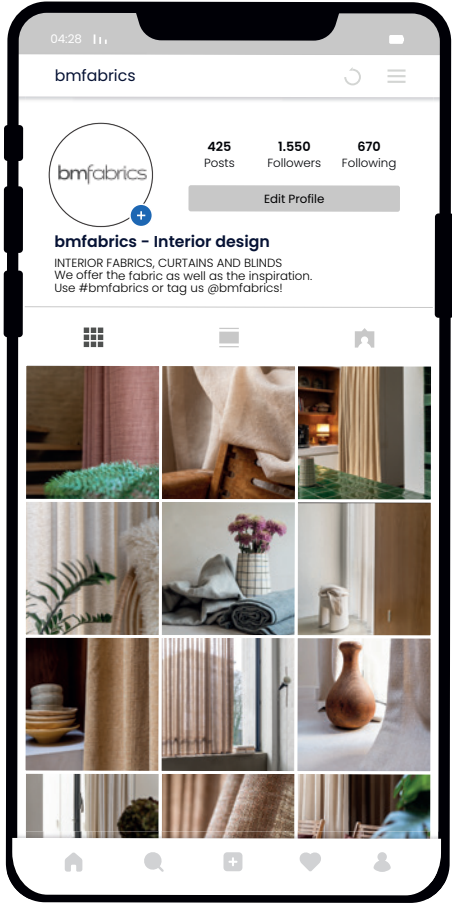 04:28
bmfabrics
bmfabrics
425 1.550 670
Posts Followers Following
Edit Profile
bmfabrics - Interior design
INTERIOR FABRICS, CURTAINS AND BLINDS
We offer the fabric as well as the inspiration.
Use #bmfabrics or tag us @bmfabrics!